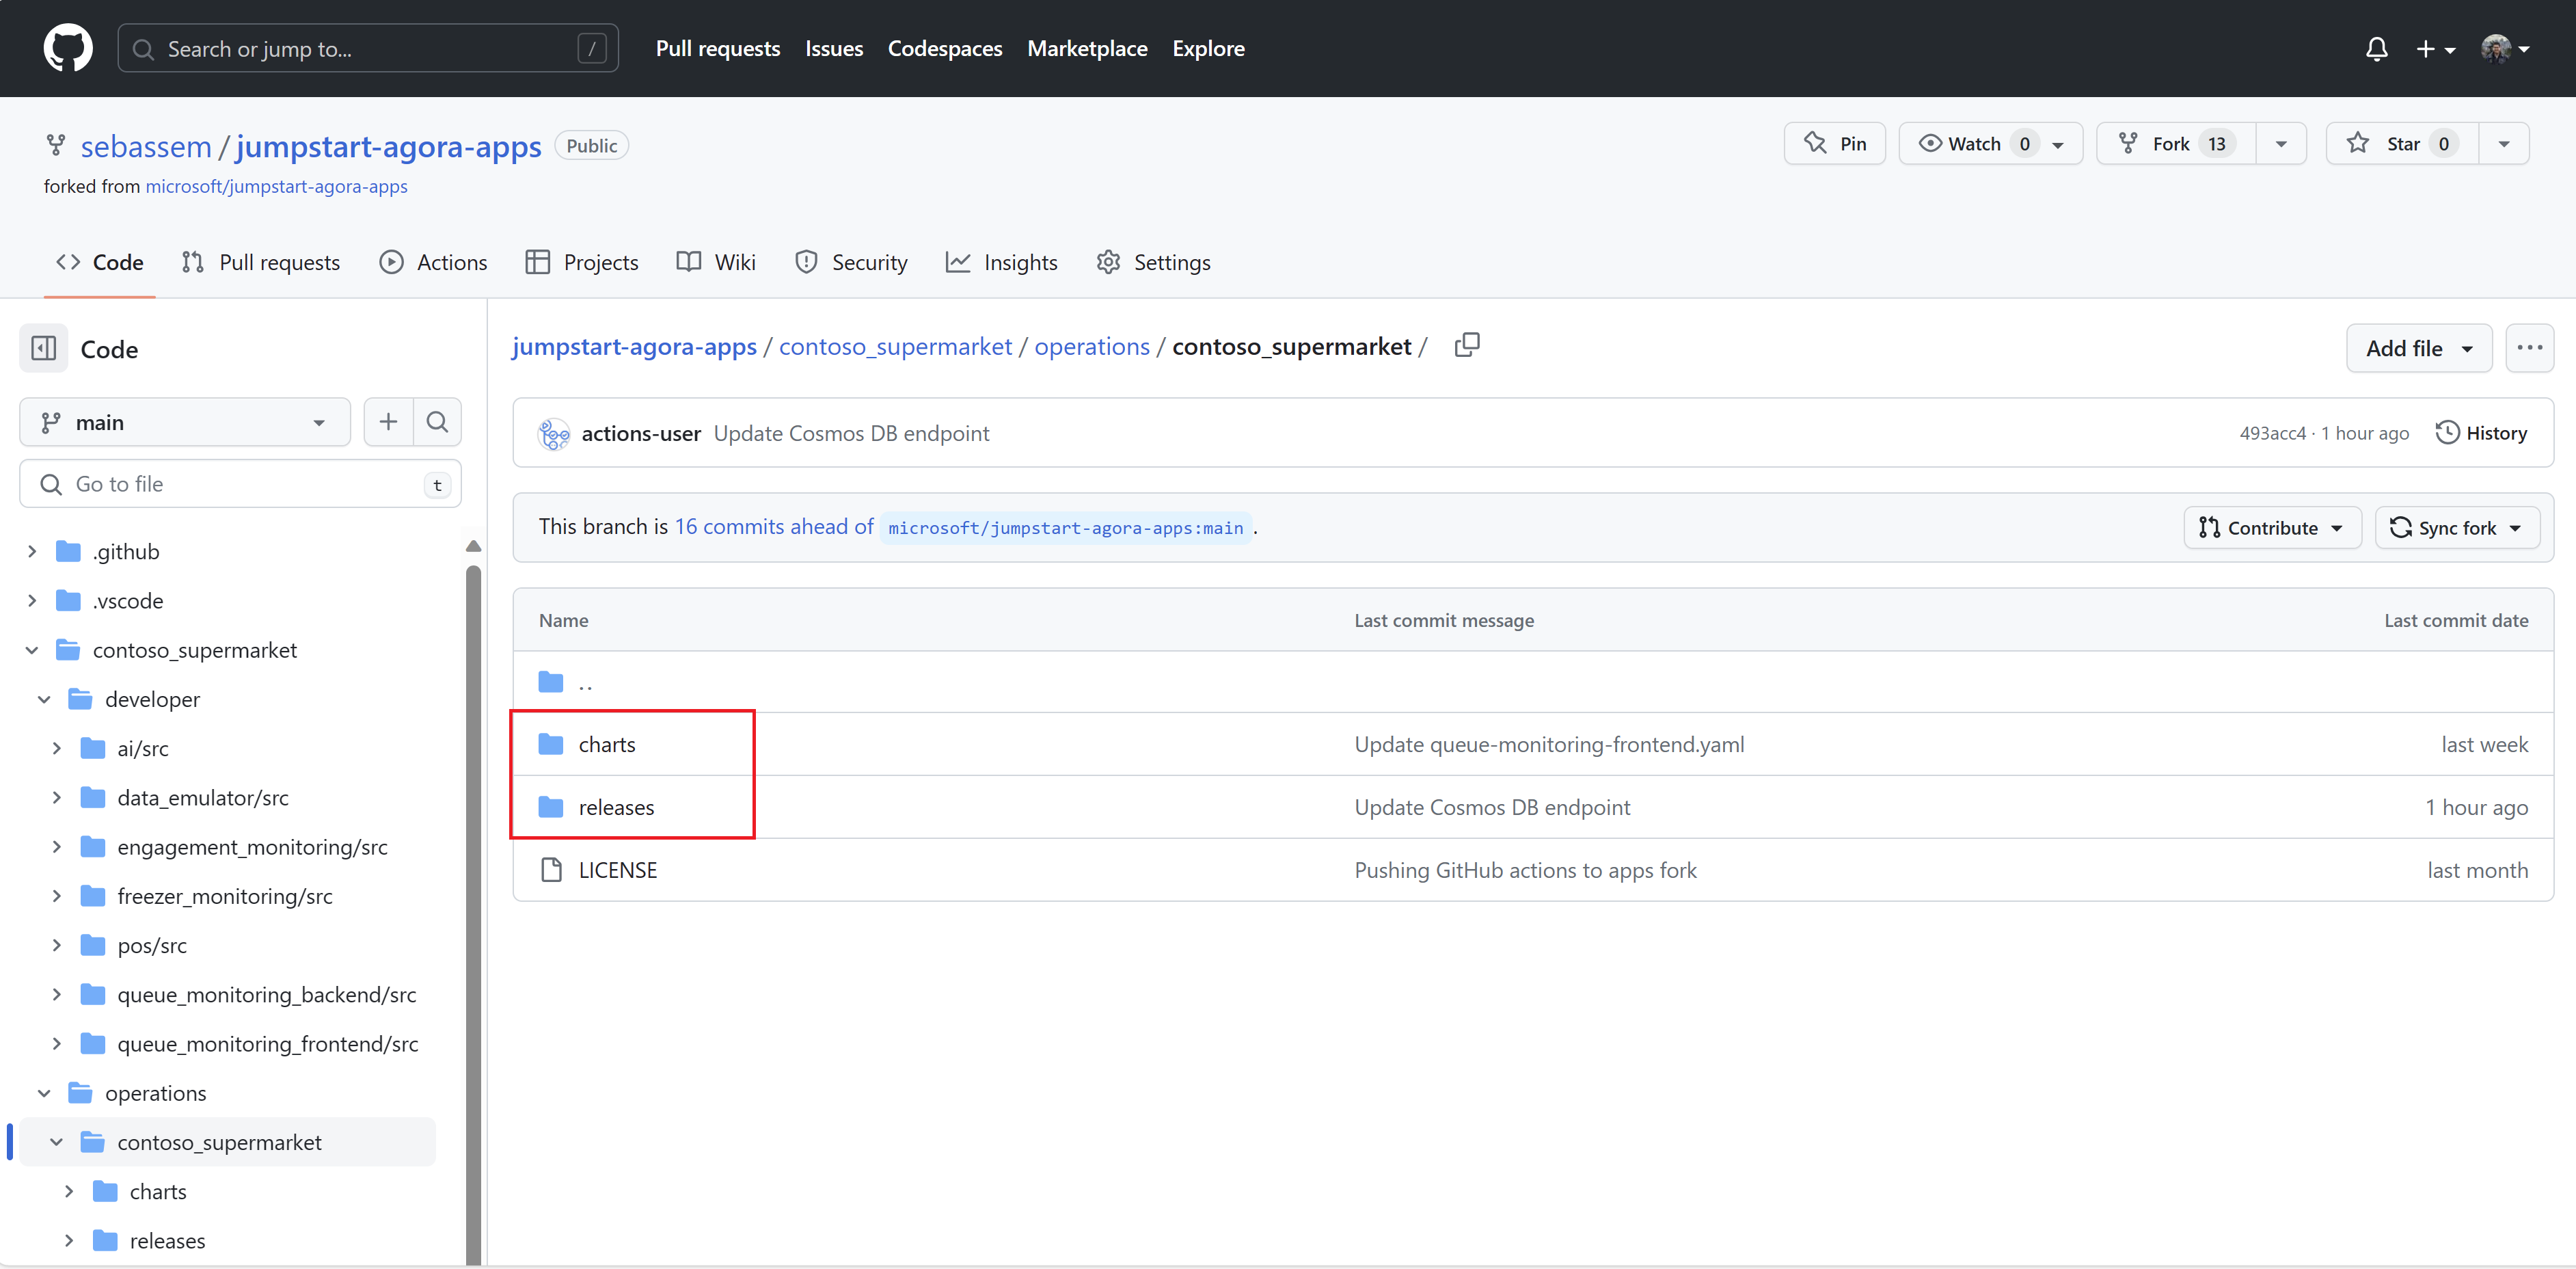 Search or jump to... /
Pull requests Issues Codespaces Marketplace Explore
sebassem / jumpstart-agora-apps Public
Pin Watch 0 Fork 13 Star 0
forked from microsoft/jumpstart-agora-apps
Code Pull requests Actions Projects Wiki Security Insights Settings
Code
main
Go to file t
.github
.vscode
contoso_supermarket
developer
ai/src
data_emulator/src
engagement_monitoring/src
freezer_monitoring/src
pos/src
queue_monitoring_backend/src
queue_monitoring_frontend/src
operations
contoso_supermarket
charts
releases
jumpstart-agora-apps / contoso_supermarket / operations / contoso_supermarket /
Add file ...
actions-user Update Cosmos DB endpoint 493acc4 · 1 hour ago History
This branch is 16 commits ahead of microsoft/jumpstart-agora-apps:main .
Contribute Sync fork
Name Last commit message Last commit date
..
charts Update queue-monitoring-frontend.yaml last week
releases Update Cosmos DB endpoint 1 hour ago
LICENSE Pushing GitHub actions to apps fork last month